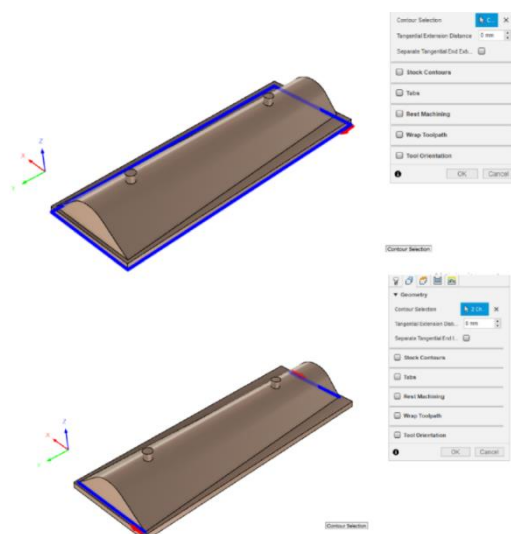 Contour Selection
C...
Tangential Extension Distance
0 mm
Separate Tangential End Ext...
Stock Contours
Tabs
Rest Machining
Wrap Toolpath
Tool Orientation
OK Cancel
Z
X
Y
Contour Selection
Geometry
Contour Selection
2 Ch...
Tangential Extension Dist...
0 mm
Separate Tangential End E...
Stock Contours
Tabs
Rest Machining
Wrap Toolpath
Tool Orientation
OK Cancel
Z
X
Y
Contour Selection